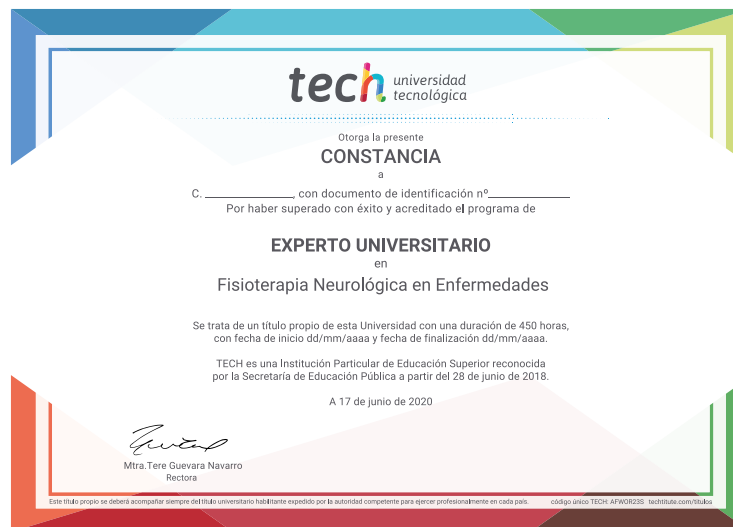 tech universidad
tecnológica
Otorga la presente
CONSTANCIA
a
C. ______________, con documento de identificación nº______________
Por haber superado con éxito y acreditado el programa de
EXPERTO UNIVERSITARIO
en
Fisioterapia Neurológica en Enfermedades
Se trata de un título propio de esta Universidad con una duración de 450 horas,
con fecha de inicio dd/mm/aaaa y fecha de finalización dd/mm/aaaa.
TECH es una Institución Particular de Educación Superior reconocida
por la Secretaría de Educación Pública a partir del 28 de junio de 2018.
A 17 de junio de 2020
Mtra.Tere Guevara Navarro
Rectora
Este título propio se deberá acompañar siempre del título universitario habilitante expedido por la autoridad competente para ejercer profesionalmente en cada país. código único TECH: AFWOR23S techtitute.com/titulos